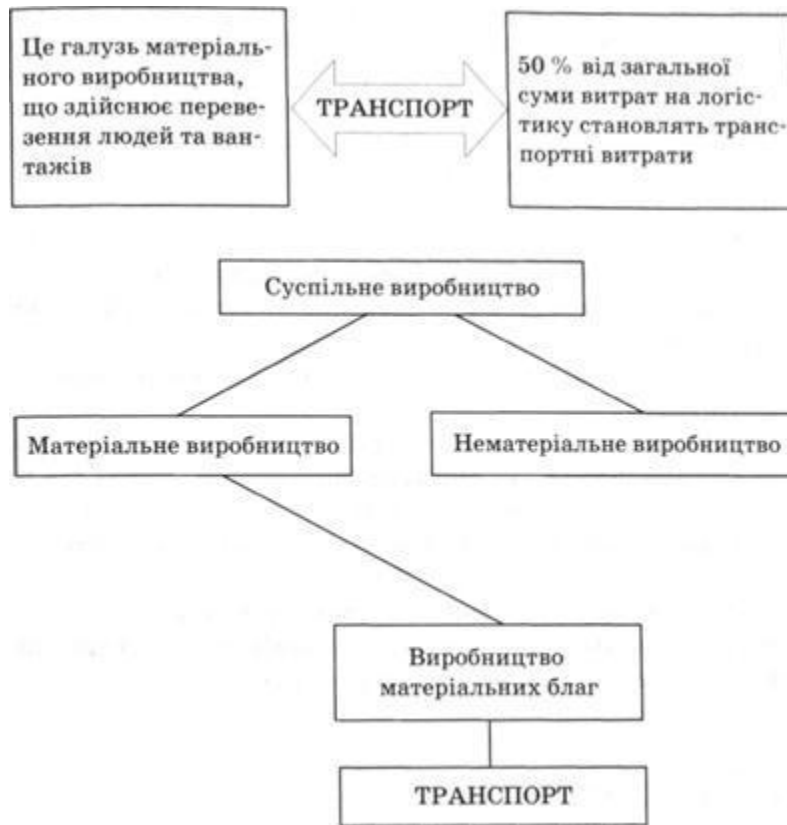 Це галузь матеріаль-
ного виробництва,
що здійснює переве-
зення людей та ван-
тажів
ТРАНСПОРТ
50 % від загальної
суми витрат на логіс-
тику становлять транс-
портні витрати
Суспільне виробництво
Матеріальне виробництво
Нематеріальне виробництво
Виробництво
матеріальних благ
ТРАНСПОРТ